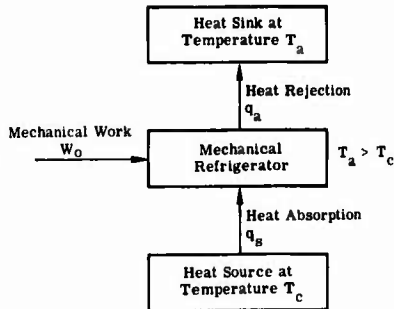 Heat Sink at
Temperature T_a
Heat Rejection
q_a
Mechanical Work
W_o
Mechanical
Refrigerator
T_a > T_c
Heat Absorption
q_s
Heat Source at
Temperature T_c